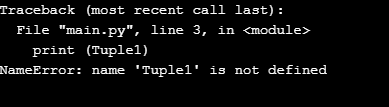 Traceback (most recent call last):
  File "main.py", line 3, in <module>
    print (Tuple1)
NameError: name 'Tuple1' is not defined